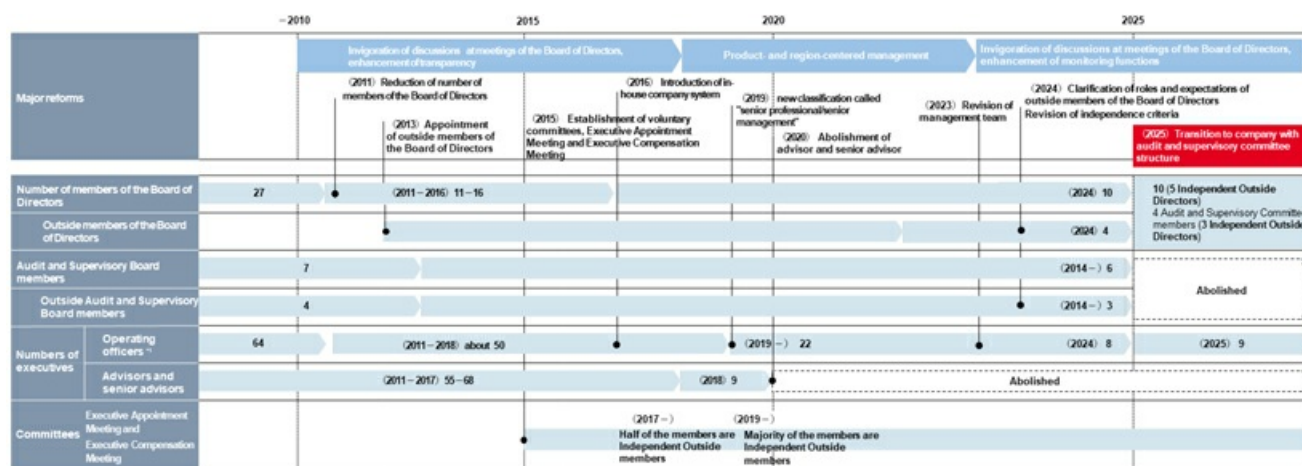 ~2010
2015
2020
2025
Major reforms
Invigoration of discussions at meetings of the Board of Directors,
enhancement of transparency
Product- and region-centered management
Invigoration of discussions at meetings of the Board of Directors,
enhancement of monitoring functions
(2011) Reduction of number of
members of the Board of Directors
(2013) Appointment
of outside members of
the Board of Directors
(2015) Establishment of voluntary
committees, Executive Appointment
Meeting and Executive Compensation
Meeting
(2016) Introduction of in-
house company system
(2019) new classification called
"senior professional/senior
management"
(2020) Abolishment of
advisor and senior advisor
(2023) Revision of
management team
(2024) Clarification of roles and expectations of
outside members of the Board of Directors
Revision of independence criteria
(2025) Transition to company with
audit and supervisory committee
structure
Number of members of the Board of
Directors
27
(2011-2016) 11-16
(2024) 10
10 (5 Independent Outside
Directors)
4 Audit and Supervisory Committe
members (3 Independent Outside
Directors)
Outside members of the Board
of Directors
(2024) 4
Audit and Supervisory Board
members
7
(2014-) 6
Abolished
Outside Audit and Supervisory
Board members
4
(2014-) 3
Numbers of
executives
Operating
officers
64
(2011-2018) about 50
(2019-) 22
(2024) 8
(2025) 9
Advisors and
senior advisors
(2011-2017) 55-68
(2018) 9
Abolished
Committees
Executive Appointment
Meeting and
Executive Compensation
Meeting
(2017-)
Half of the members are
Independent Outside
members
(2019-)
Majority of the members are
Independent Outside
members